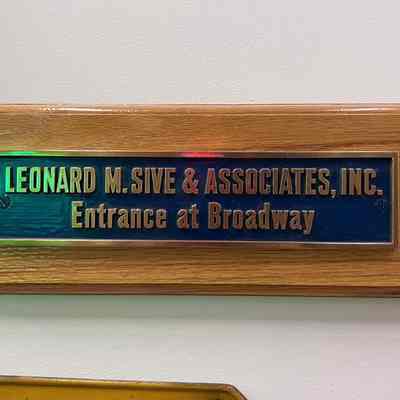 LEONARD M. SIVE & ASSOCIATES, INC.
Entrance at Broadway